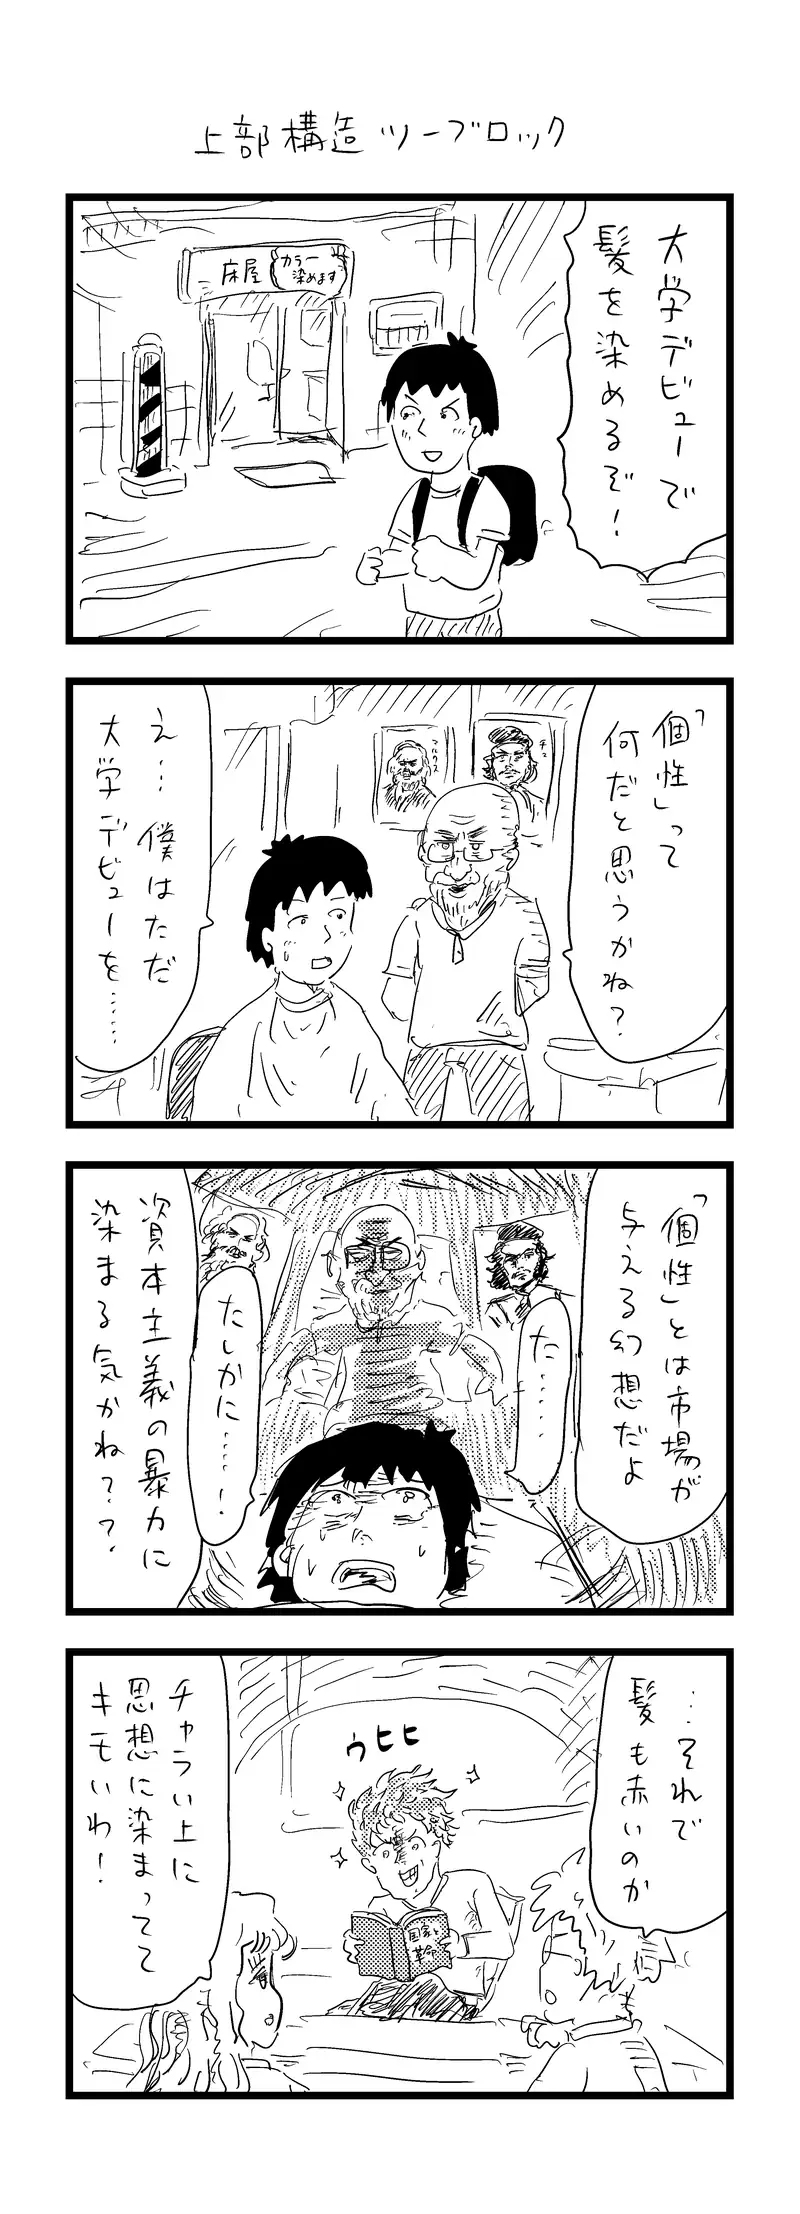 上部構造ツーブロック
大学デビューで
髪を染めるぞ!
床屋
カラー
染めます
「個性」って
何だと思うかね?
チェ
マルクス
え…僕はただ
大学デビューを……
「個性」とは市場が
与える幻想だよ
た……
たしかに……!
資本主義の暴力に
染まる気かね??
…それで
髪も赤いのか
ウヒヒ
国家と
革命
チャラい上に
思想に染まってて
キモいわ!